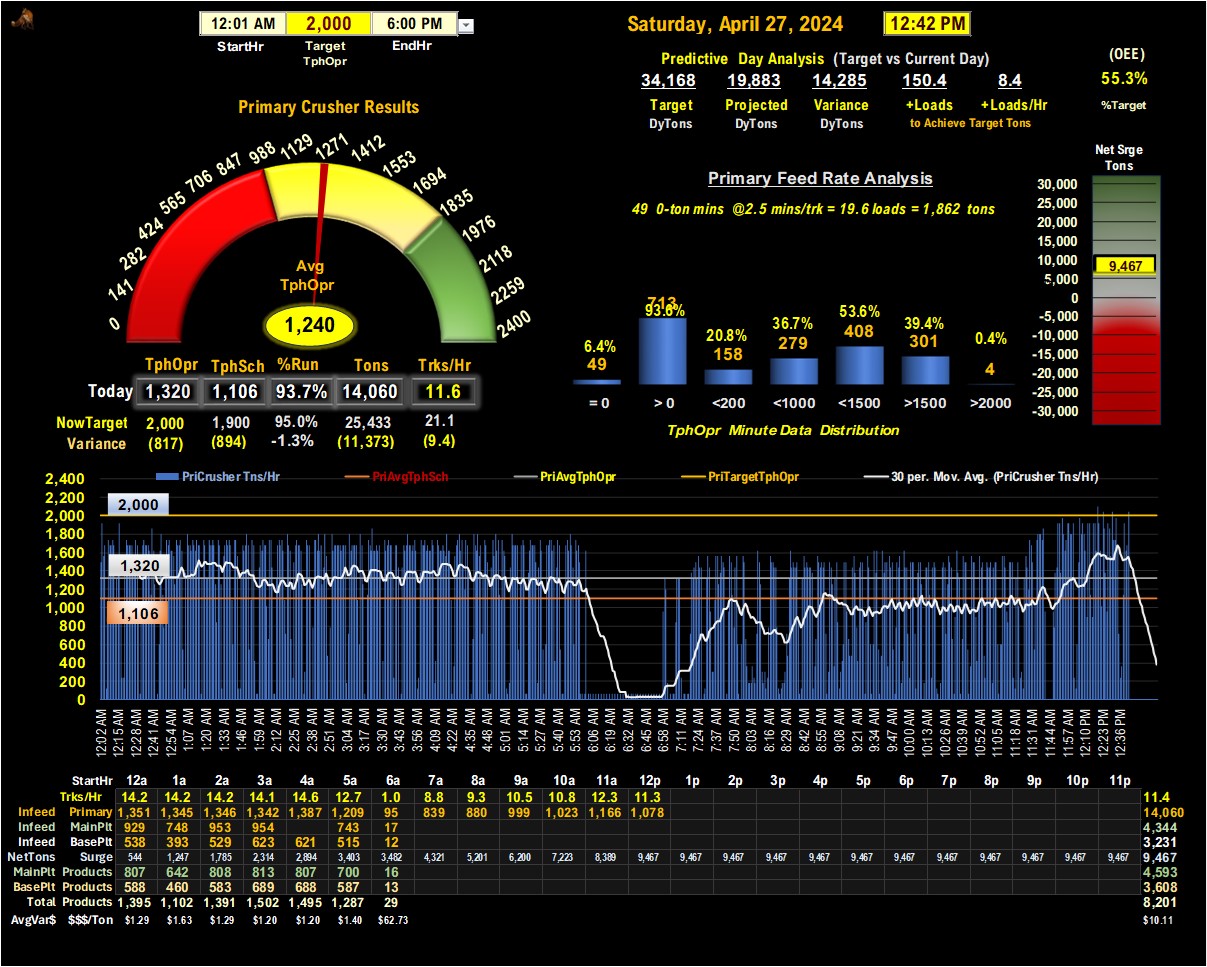 12:01 AM 2,000 6:00 PM
StartHr Target TphOpr EndHr
Saturday, April 27, 2024 12:42 PM
Predictive Day Analysis (Target vs Current Day)
34,168 19,883 14,285 150.4 8.4
Target Projected Variance +Loads +Loads/Hr
DyTons DyTons DyTons to Achieve Target Tons
(OEE)
55.3%
%Target
Primary Crusher Results
0 141 282 424 565 706 847 988 1129 1271 1412 1553 1694 1835 1976 2118 2259 2400
Avg
TphOpr
1,240
TphOpr TphSch %Run Tons Trks/Hr
Today 1,320 1,106 93.7% 14,060 11.6
NowTarget 2,000 1,900 95.0% 25,433 21.1
Variance (817) (894) -1.3% (11,373) (9.4)
Primary Feed Rate Analysis
49 0-ton mins @2.5 mins/trk = 19.6 loads = 1,862 tons
6.4% 93.6% 20.8% 36.7% 53.6% 39.4% 0.4%
49 713 158 279 408 301 4
= 0 > 0 <200 <1000 <1500 >1500 >2000
TphOpr Minute Data Distribution
Net Srge
Tons
30,000
25,000
20,000
15,000
10,000
5,000
0
-5,000
-10,000
-15,000
-20,000
-25,000
-30,000
9,467
PriCrusher Tns/Hr PriAvgTphSch PriAvgTphOpr PriTargetTphOpr 30 per. Mov. Avg. (PriCrusher Tns/Hr)
2,400
2,200
2,000
1,800
1,600
1,400
1,200
1,000
800
600
400
200
0
2,000
1,320
1,106
12:02 AM 12:15 AM 12:28 AM 12:41 AM 12:54 AM 1:07 AM 1:20 AM 1:33 AM 1:46 AM 1:59 AM 2:12 AM 2:25 AM 2:38 AM 2:51 AM 3:04 AM 3:17 AM 3:30 AM 3:43 AM 3:56 AM 4:09 AM 4:22 AM 4:35 AM 4:48 AM 5:01 AM 5:14 AM 5:27 AM 5:40 AM 5:53 AM 6:06 AM 6:19 AM 6:32 AM 6:45 AM 6:58 AM 7:11 AM 7:24 AM 7:37 AM 7:50 AM 8:03 AM 8:16 AM 8:29 AM 8:42 AM 8:55 AM 9:08 AM 9:21 AM 9:34 AM 9:47 AM 10:00 AM 10:13 AM 10:26 AM 10:39 AM 10:52 AM 11:05 AM 11:18 AM 11:31 AM 11:44 AM 11:57 AM 12:10 PM 12:23 PM 12:36 PM
StartHr 12a 1a 2a 3a 4a 5a 6a 7a 8a 9a 10a 11a 12p 1p 2p 3p 4p 5p 6p 7p 8p 9p 10p 11p
Trks/Hr 14.2 14.2 14.2 14.1 14.6 12.7 1.0 8.8 9.3 10.5 10.8 12.3 11.3 11.4
Infeed Primary 1,351 1,345 1,346 1,342 1,387 1,209 95 839 880 999 1,023 1,166 1,078 14,060
Infeed MainPlt 929 748 953 954 743 17 4,344
Infeed BasePlt 538 393 529 623 621 515 12 3,231
NetTons Surge 544 1,247 1,785 2,314 2,894 3,403 3,482 4,321 5,201 6,200 7,223 8,389 9,467 9,467 9,467 9,467 9,467 9,467 9,467 9,467 9,467 9,467 9,467 9,467 9,467
MainPlt Products 807 642 808 813 807 700 16 4,593
BasePlt Products 588 460 583 689 688 587 13 3,608
Total Products 1,395 1,102 1,391 1,502 1,495 1,287 29 8,201
AvgVar$ $$$/Ton $1.29 $1.63 $1.29 $1.20 $1.20 $1.40 $62.73 $10.11